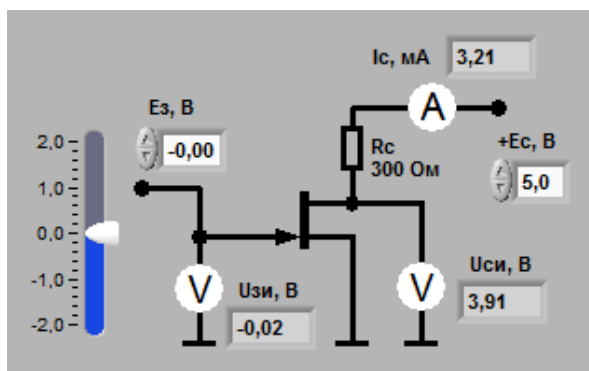 Ic, мА 3,21
Ез, В
-0,00
A
Rc
300 Ом
+Ес, В
5,0
2,0
1,0
0,0
-1,0
-2,0
V
Uзи, В
-0,02
V
Uси, В
3,91